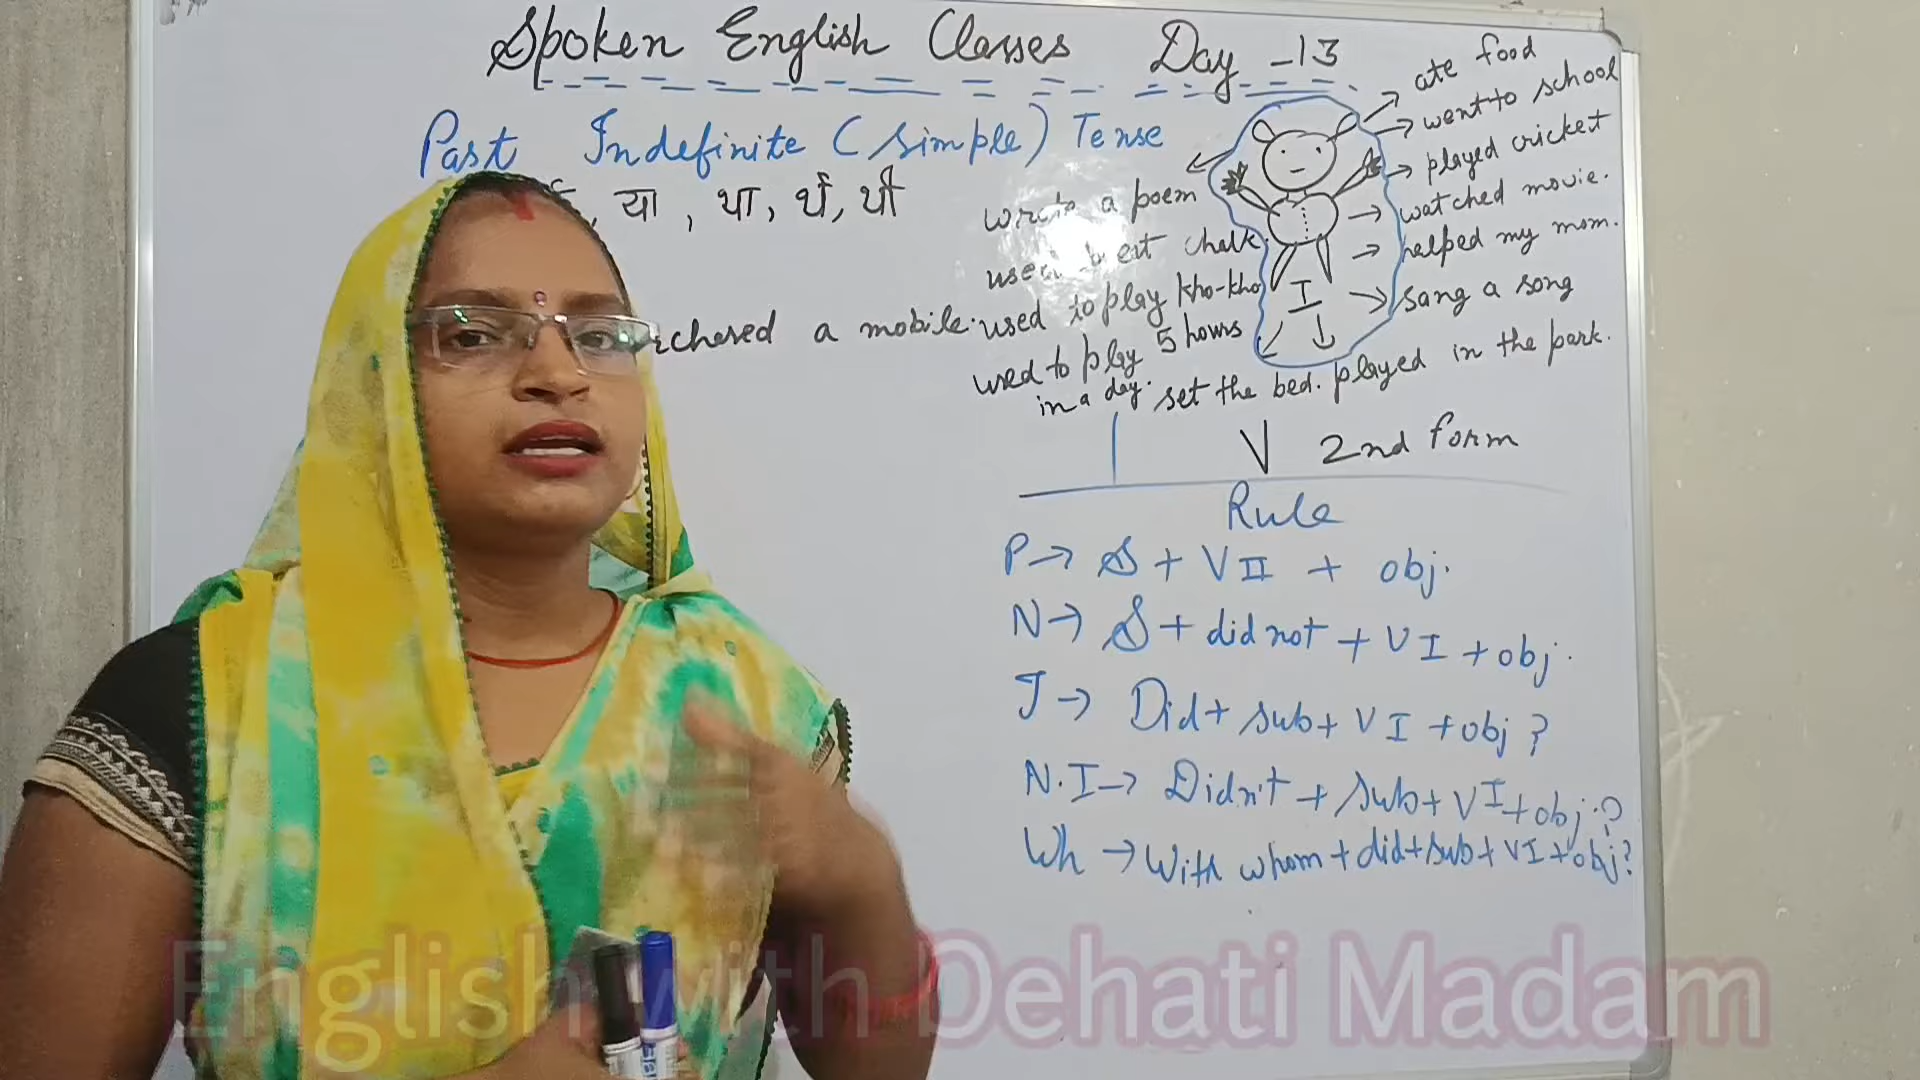 Spoken English Classes Day - 13
Past Indefinite (simple) Tense
, या , था, थे, थी
ate food
went to school
played cricket
watched movie.
helped my mom.
sang a song
played in the park.
set the bed.
wrote a poem
chalk
used to play kho-kho
used to play 5 hours
in a day.
a mobile.
V 2nd form
Rule
P → S + V II + obj.
N → S + did not + V I + obj.
I → Did + sub + V I + obj ?
N.I → Didn't + sub + V I + obj.?
Wh → With whom + did + sub + V I + obj?
English with Dehati Madam